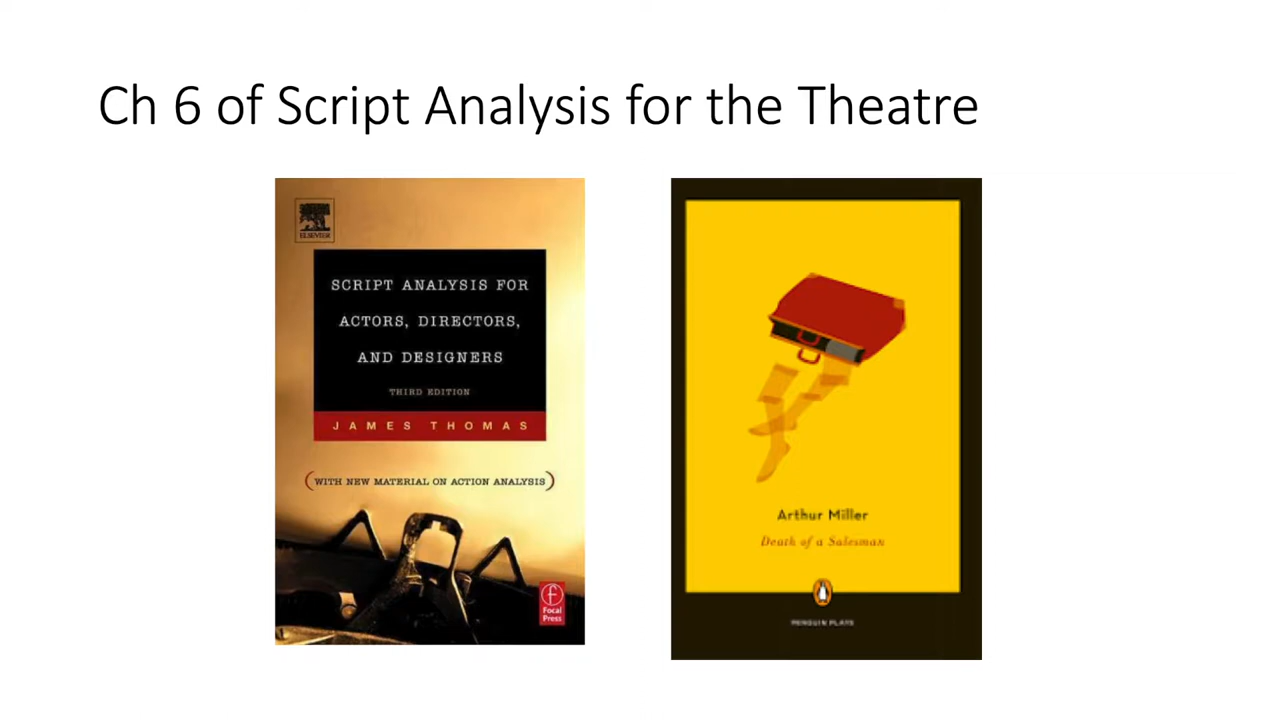 Ch 6 of Script Analysis for the Theatre
ELSEVIER
SCRIPT ANALYSIS FOR
ACTORS, DIRECTORS,
AND DESIGNERS
THIRD EDITION
JAMES THOMAS
(WITH NEW MATERIAL ON ACTION ANALYSIS)
f
Focal
Press
Arthur Miller
Death of a Salesman
PENGUIN PLAYS